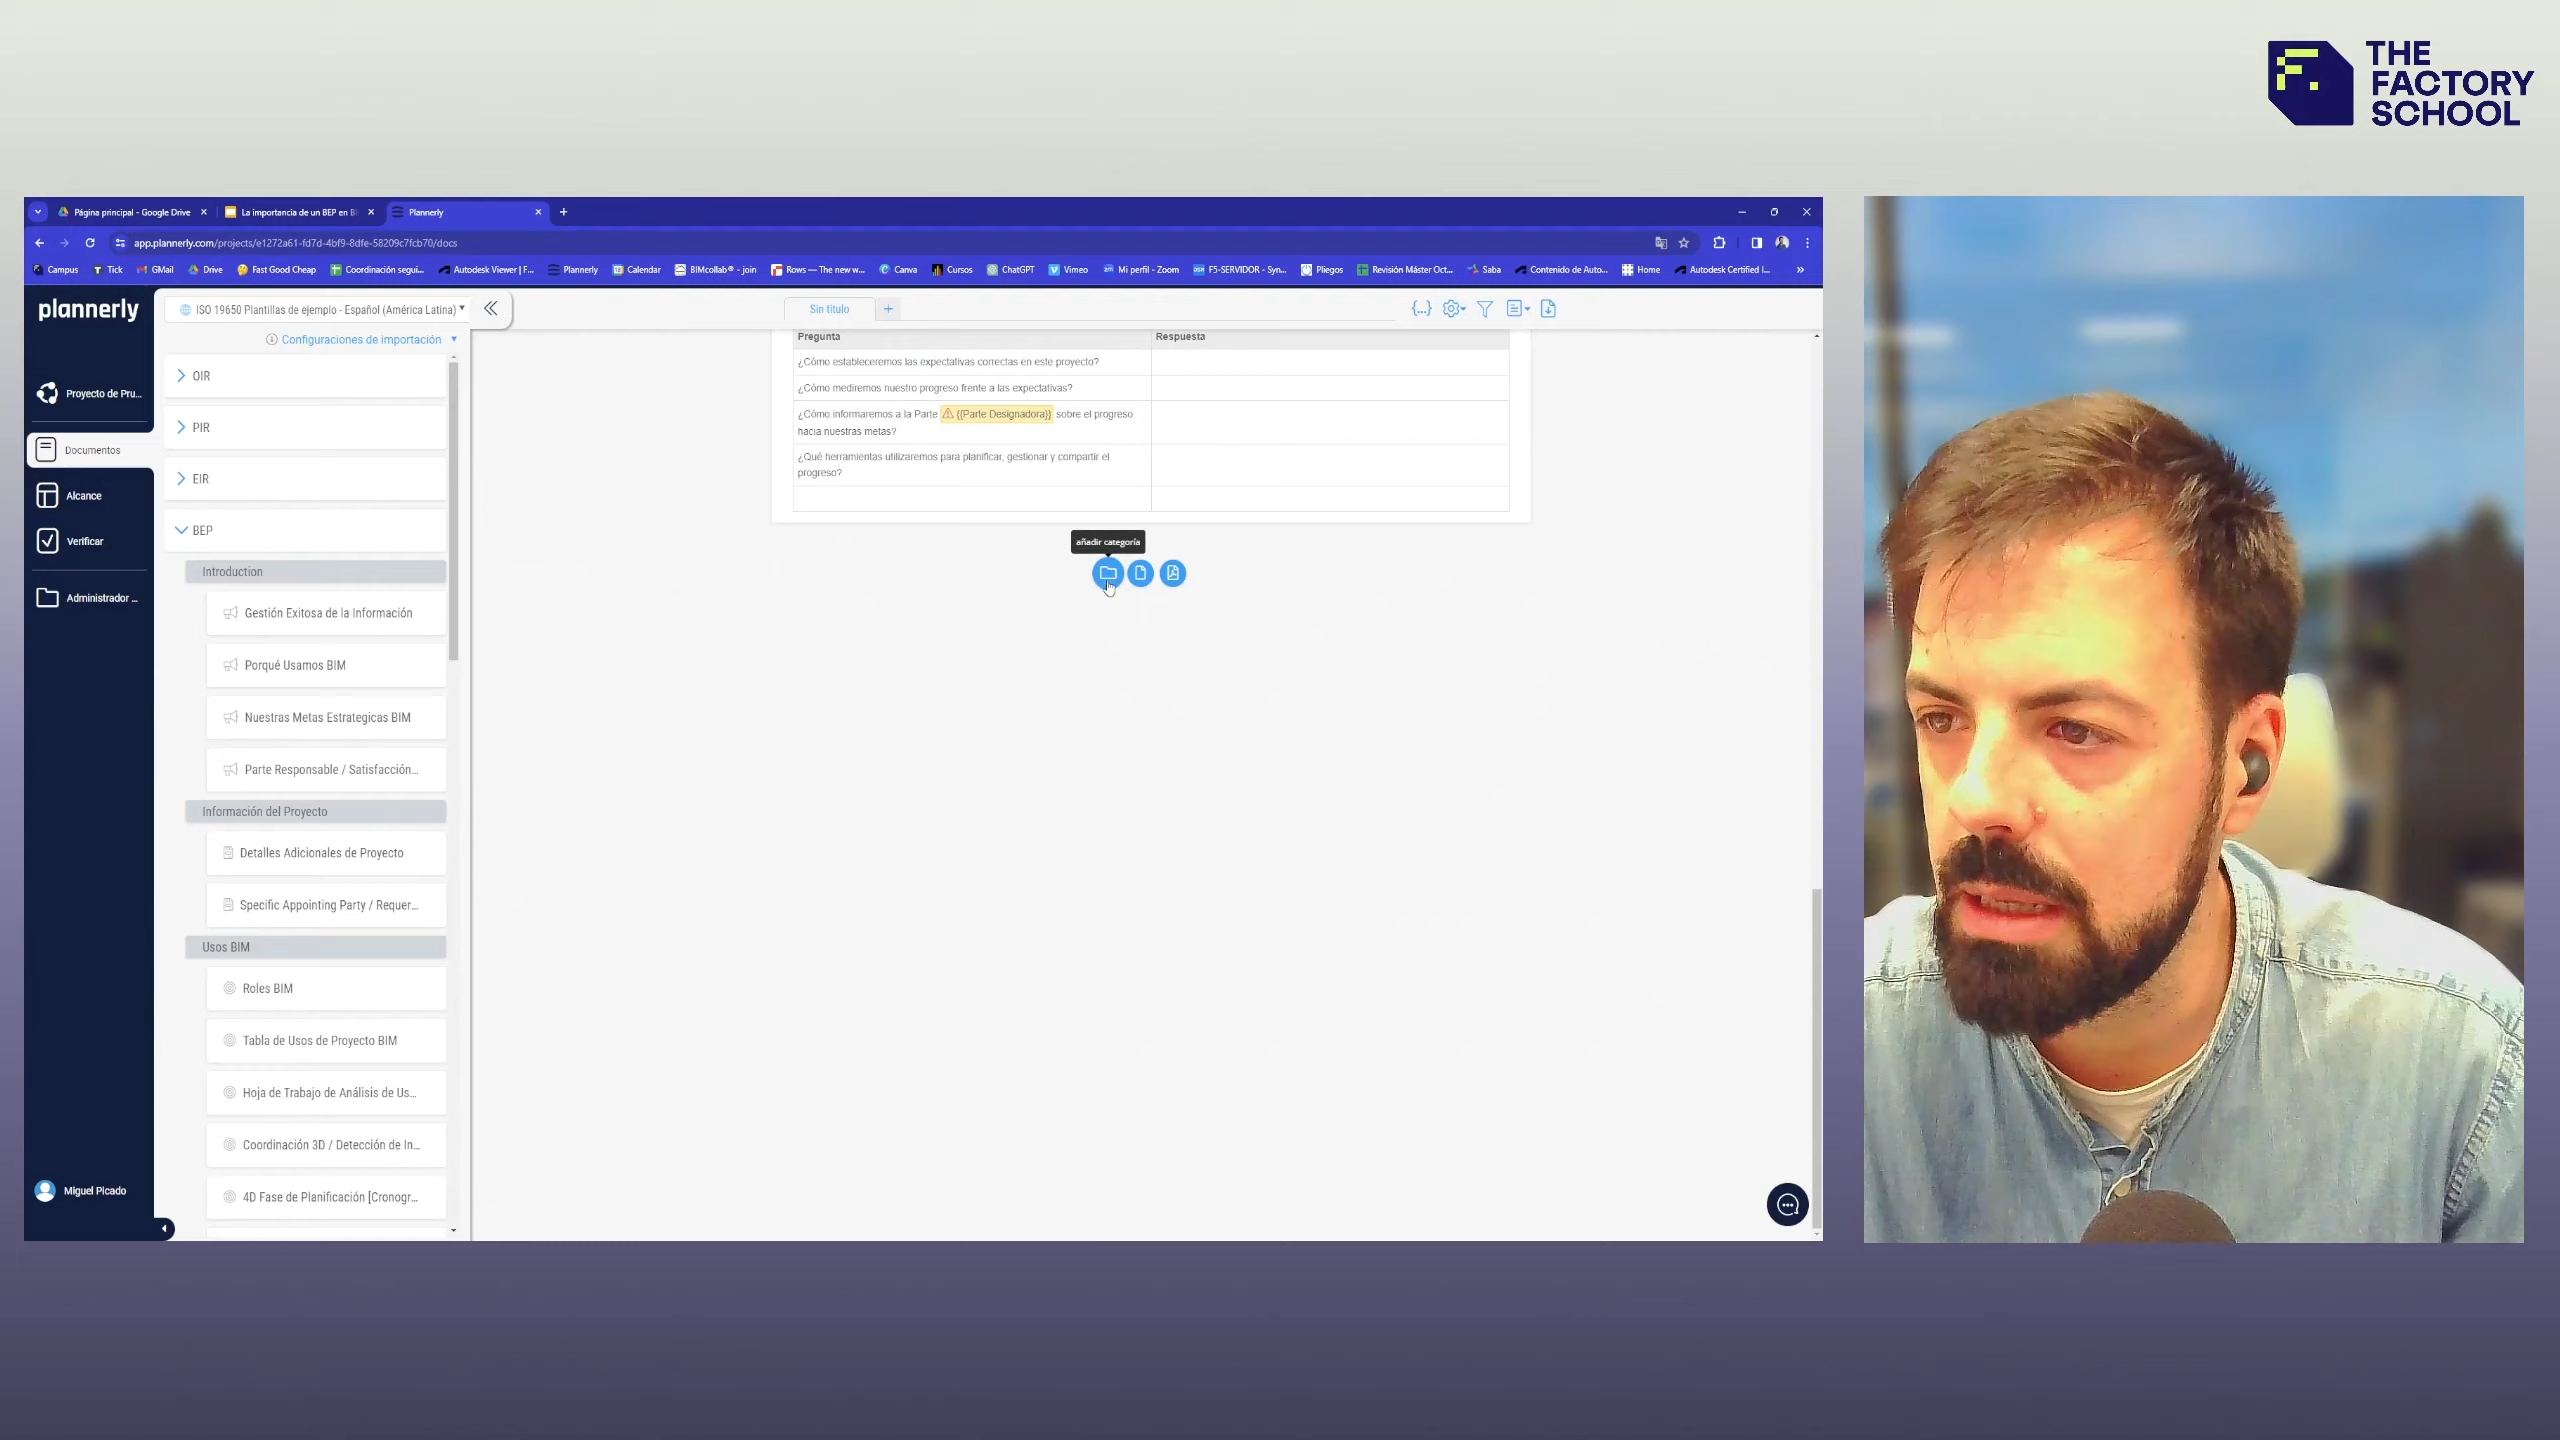 THE
FACTORY
SCHOOL
Página principal - Google Drive
La importancia de un BEP en BI
Plannerly
app.plannerly.com/projects/e1272a61-fd7d-4bf9-8dfe-58209c7fcb70/docs
Campus
Tick
GMail
Drive
Fast Good Cheap
Coordinación segui...
Autodesk Viewer | F...
Plannerly
Calendar
BIMcollab® - join
Rows — The new w...
Canva
Cursos
ChatGPT
Vimeo
Mi perfil - Zoom
F5-SERVIDOR - Syn...
Pliegos
Revisión Máster Oct...
Saba
Contenido de Auto...
Home
Autodesk Certified I...
plannerly
Proyecto de Pru...
Documentos
Alcance
Verificar
Administrador ...
Miguel Picado
ISO 19650 Plantillas de ejemplo - Español (América Latina)
Configuraciones de importación
OIR
PIR
EIR
BEP
Introduction
Gestión Exitosa de la Información
Porqué Usamos BIM
Nuestras Metas Estrategicas BIM
Parte Responsable / Satisfacción...
Información del Proyecto
Detalles Adicionales de Proyecto
Specific Appointing Party / Requer...
Usos BIM
Roles BIM
Tabla de Usos de Proyecto BIM
Hoja de Trabajo de Análisis de Us...
Coordinación 3D / Detección de In...
4D Fase de Planificación [Cronogr...
Sin título
{...}
Pregunta Respuesta
¿Cómo estableceremos las expectativas correctas en este proyecto?
¿Cómo mediremos nuestro progreso frente a las expectativas?
¿Cómo informaremos a la Parte {{Parte Designadora}} sobre el progreso
hacia nuestras metas?
¿Qué herramientas utilizaremos para planificar, gestionar y compartir el
progreso?
añadir categoría